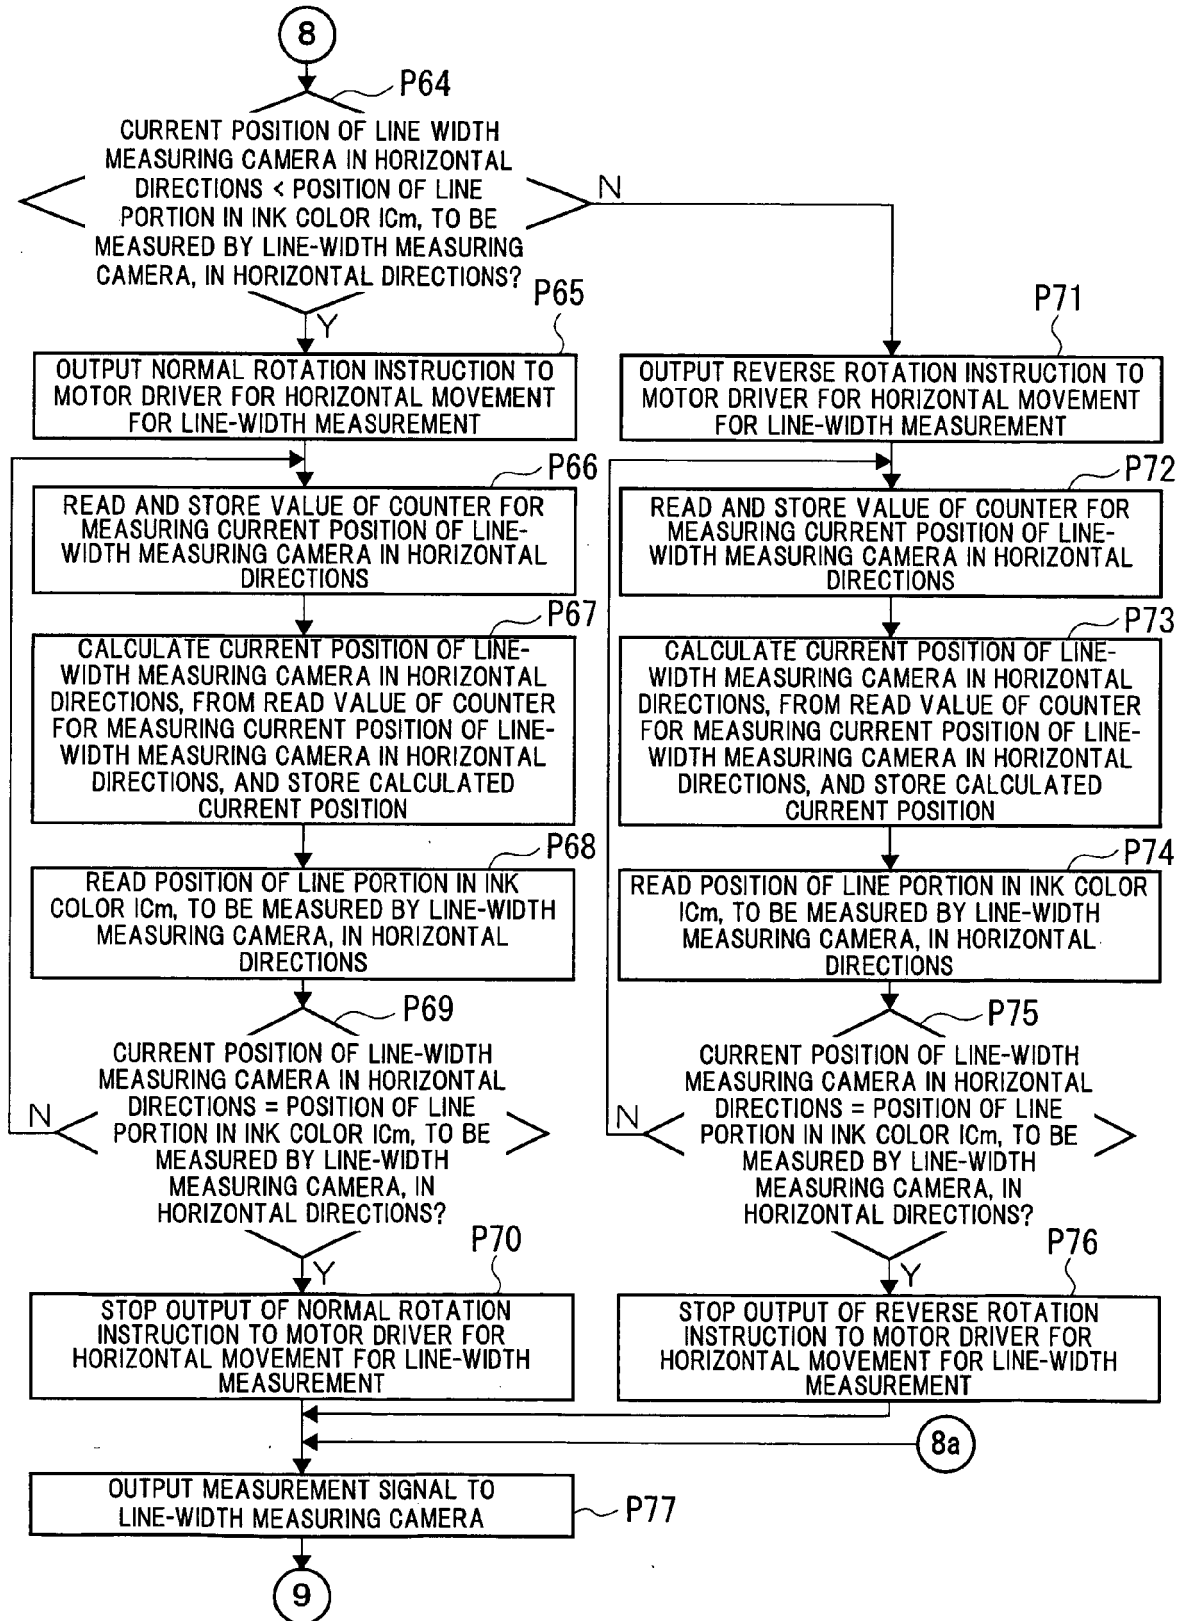 8
P64
CURRENT POSITION OF LINE WIDTH
MEASURING CAMERA IN HORIZONTAL
DIRECTIONS < POSITION OF LINE
PORTION IN INK COLOR ICm, TO BE
MEASURED BY LINE-WIDTH MEASURING
CAMERA, IN HORIZONTAL DIRECTIONS?
N
Y
P65
OUTPUT NORMAL ROTATION INSTRUCTION TO
MOTOR DRIVER FOR HORIZONTAL MOVEMENT
FOR LINE-WIDTH MEASUREMENT
P66
READ AND STORE VALUE OF COUNTER FOR
MEASURING CURRENT POSITION OF LINE-
WIDTH MEASURING CAMERA IN HORIZONTAL
DIRECTIONS
P67
CALCULATE CURRENT POSITION OF LINE-
WIDTH MEASURING CAMERA IN HORIZONTAL
DIRECTIONS, FROM READ VALUE OF COUNTER
FOR MEASURING CURRENT POSITION OF LINE-
WIDTH MEASURING CAMERA IN HORIZONTAL
DIRECTIONS, AND STORE CALCULATED
CURRENT POSITION
P68
READ POSITION OF LINE PORTION IN INK
COLOR ICm, TO BE MEASURED BY LINE-WIDTH
MEASURING CAMERA, IN HORIZONTAL
DIRECTIONS
P69
CURRENT POSITION OF LINE-WIDTH
MEASURING CAMERA IN HORIZONTAL
DIRECTIONS = POSITION OF LINE
PORTION IN INK COLOR ICm, TO BE
MEASURED BY LINE-WIDTH
MEASURING CAMERA, IN
HORIZONTAL DIRECTIONS?
N
Y
P70
STOP OUTPUT OF NORMAL ROTATION
INSTRUCTION TO MOTOR DRIVER FOR
HORIZONTAL MOVEMENT FOR LINE-WIDTH
MEASUREMENT
P71
OUTPUT REVERSE ROTATION INSTRUCTION TO
MOTOR DRIVER FOR HORIZONTAL MOVEMENT
FOR LINE-WIDTH MEASUREMENT
P72
READ AND STORE VALUE OF COUNTER FOR
MEASURING CURRENT POSITION OF LINE-
WIDTH MEASURING CAMERA IN HORIZONTAL
DIRECTIONS
P73
CALCULATE CURRENT POSITION OF LINE-
WIDTH MEASURING CAMERA IN HORIZONTAL
DIRECTIONS, FROM READ VALUE OF COUNTER
FOR MEASURING CURRENT POSITION OF LINE-
WIDTH MEASURING CAMERA IN HORIZONTAL
DIRECTIONS, AND STORE CALCULATED
CURRENT POSITION
P74
READ POSITION OF LINE PORTION IN INK COLOR
ICm, TO BE MEASURED BY LINE-WIDTH
MEASURING CAMERA, IN HORIZONTAL
DIRECTIONS
P75
CURRENT POSITION OF LINE-WIDTH
MEASURING CAMERA IN HORIZONTAL
DIRECTIONS = POSITION OF LINE
PORTION IN INK COLOR ICm, TO BE
MEASURED BY LINE-WIDTH
MEASURING CAMERA, IN
HORIZONTAL DIRECTIONS?
N
Y
P76
STOP OUTPUT OF REVERSE ROTATION
INSTRUCTION TO MOTOR DRIVER FOR
HORIZONTAL MOVEMENT FOR LINE-WIDTH
MEASUREMENT
8a
OUTPUT MEASUREMENT SIGNAL TO
LINE-WIDTH MEASURING CAMERA
P77
9